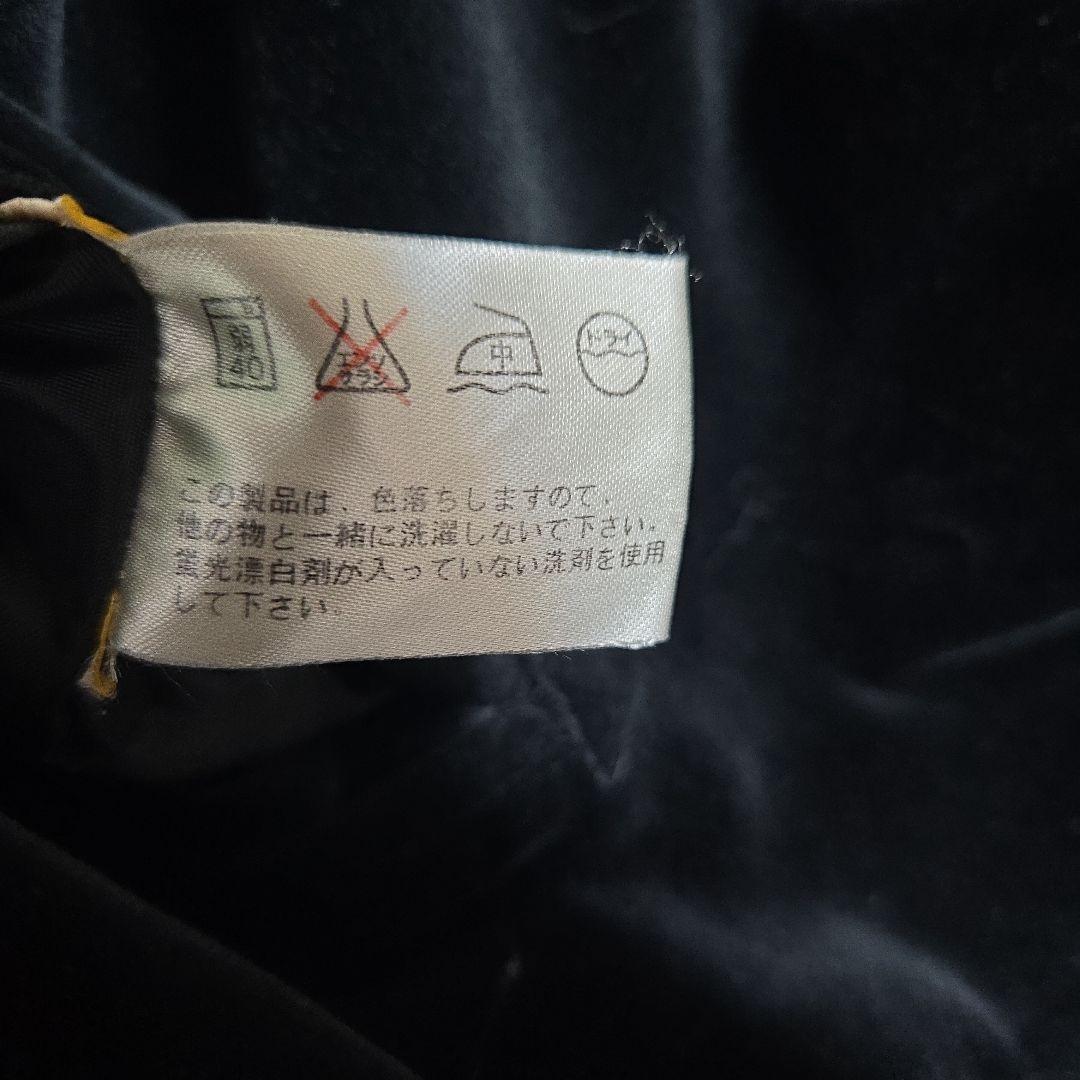 40
エンソ
サラシ
中
ドライ
この製品は、色落ちしますので、
他の物と一緒に洗濯しないで下さい。
蛍光漂白剤が入っていない洗剤を使用
して下さい。